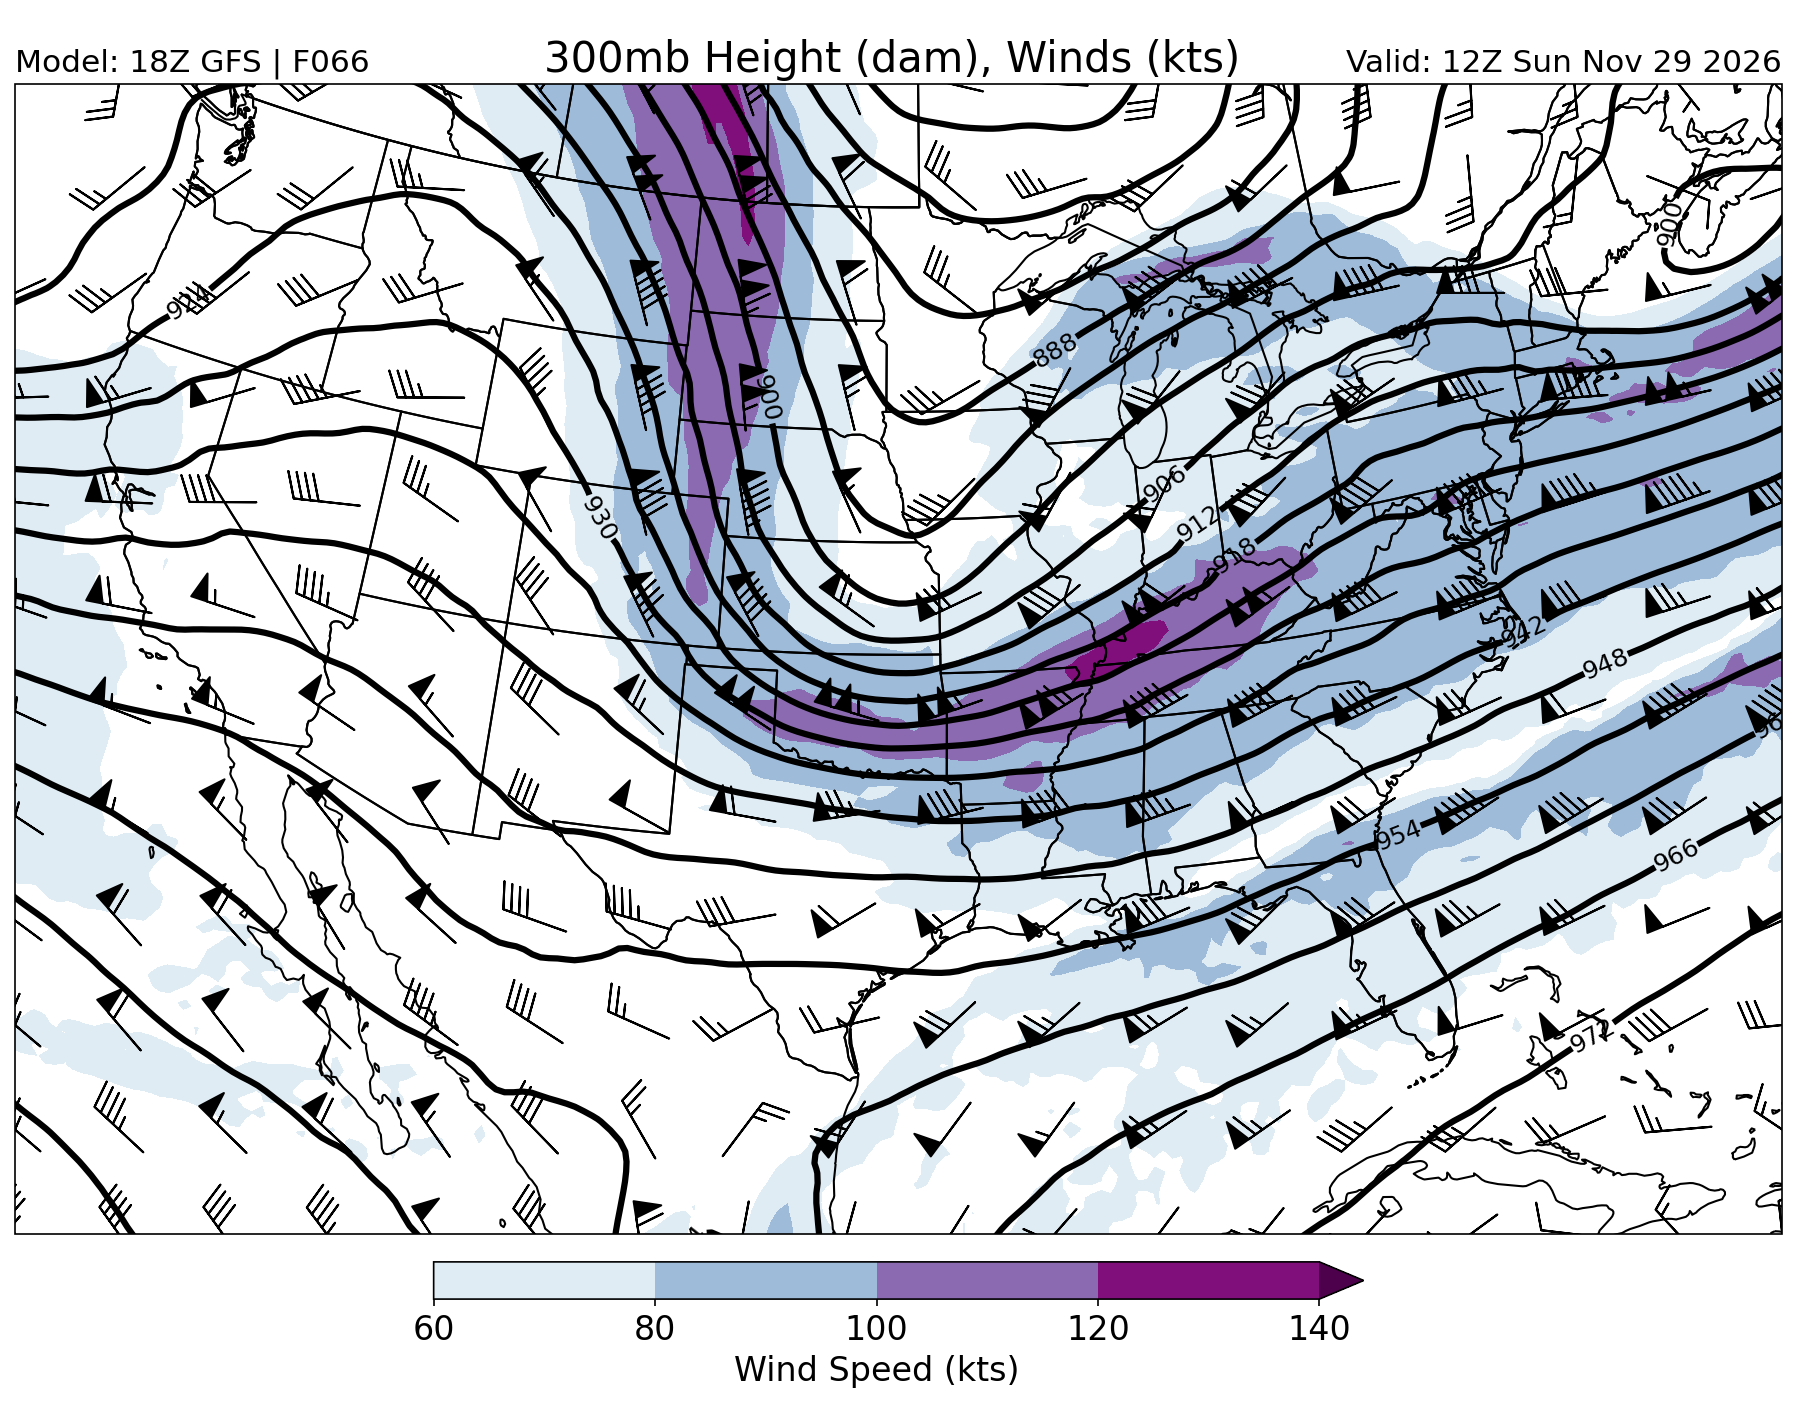 Model: 18Z GFS | F066
300mb Height (dam), Winds (kts)
Valid: 12Z Sun Nov 29 2026
900
924
888
900
906
930
912
918
942
948
954
966
972
60 80 100 120 140
Wind Speed (kts)